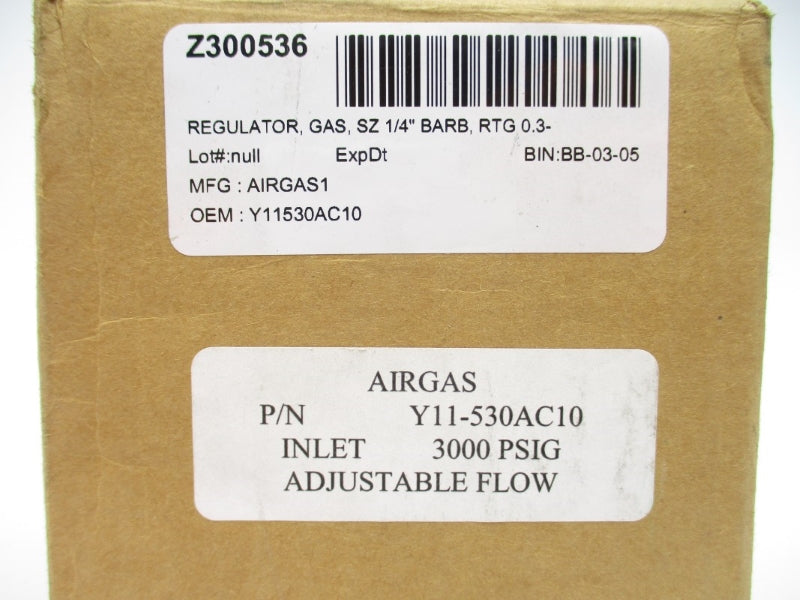 Z300536
REGULATOR, GAS, SZ 1/4" BARB, RTG 0.3-
Lot#:null ExpDt BIN:BB-03-05
MFG : AIRGAS1
OEM : Y11530AC10
AIRGAS
P/N Y11-530AC10
INLET 3000 PSIG
ADJUSTABLE FLOW